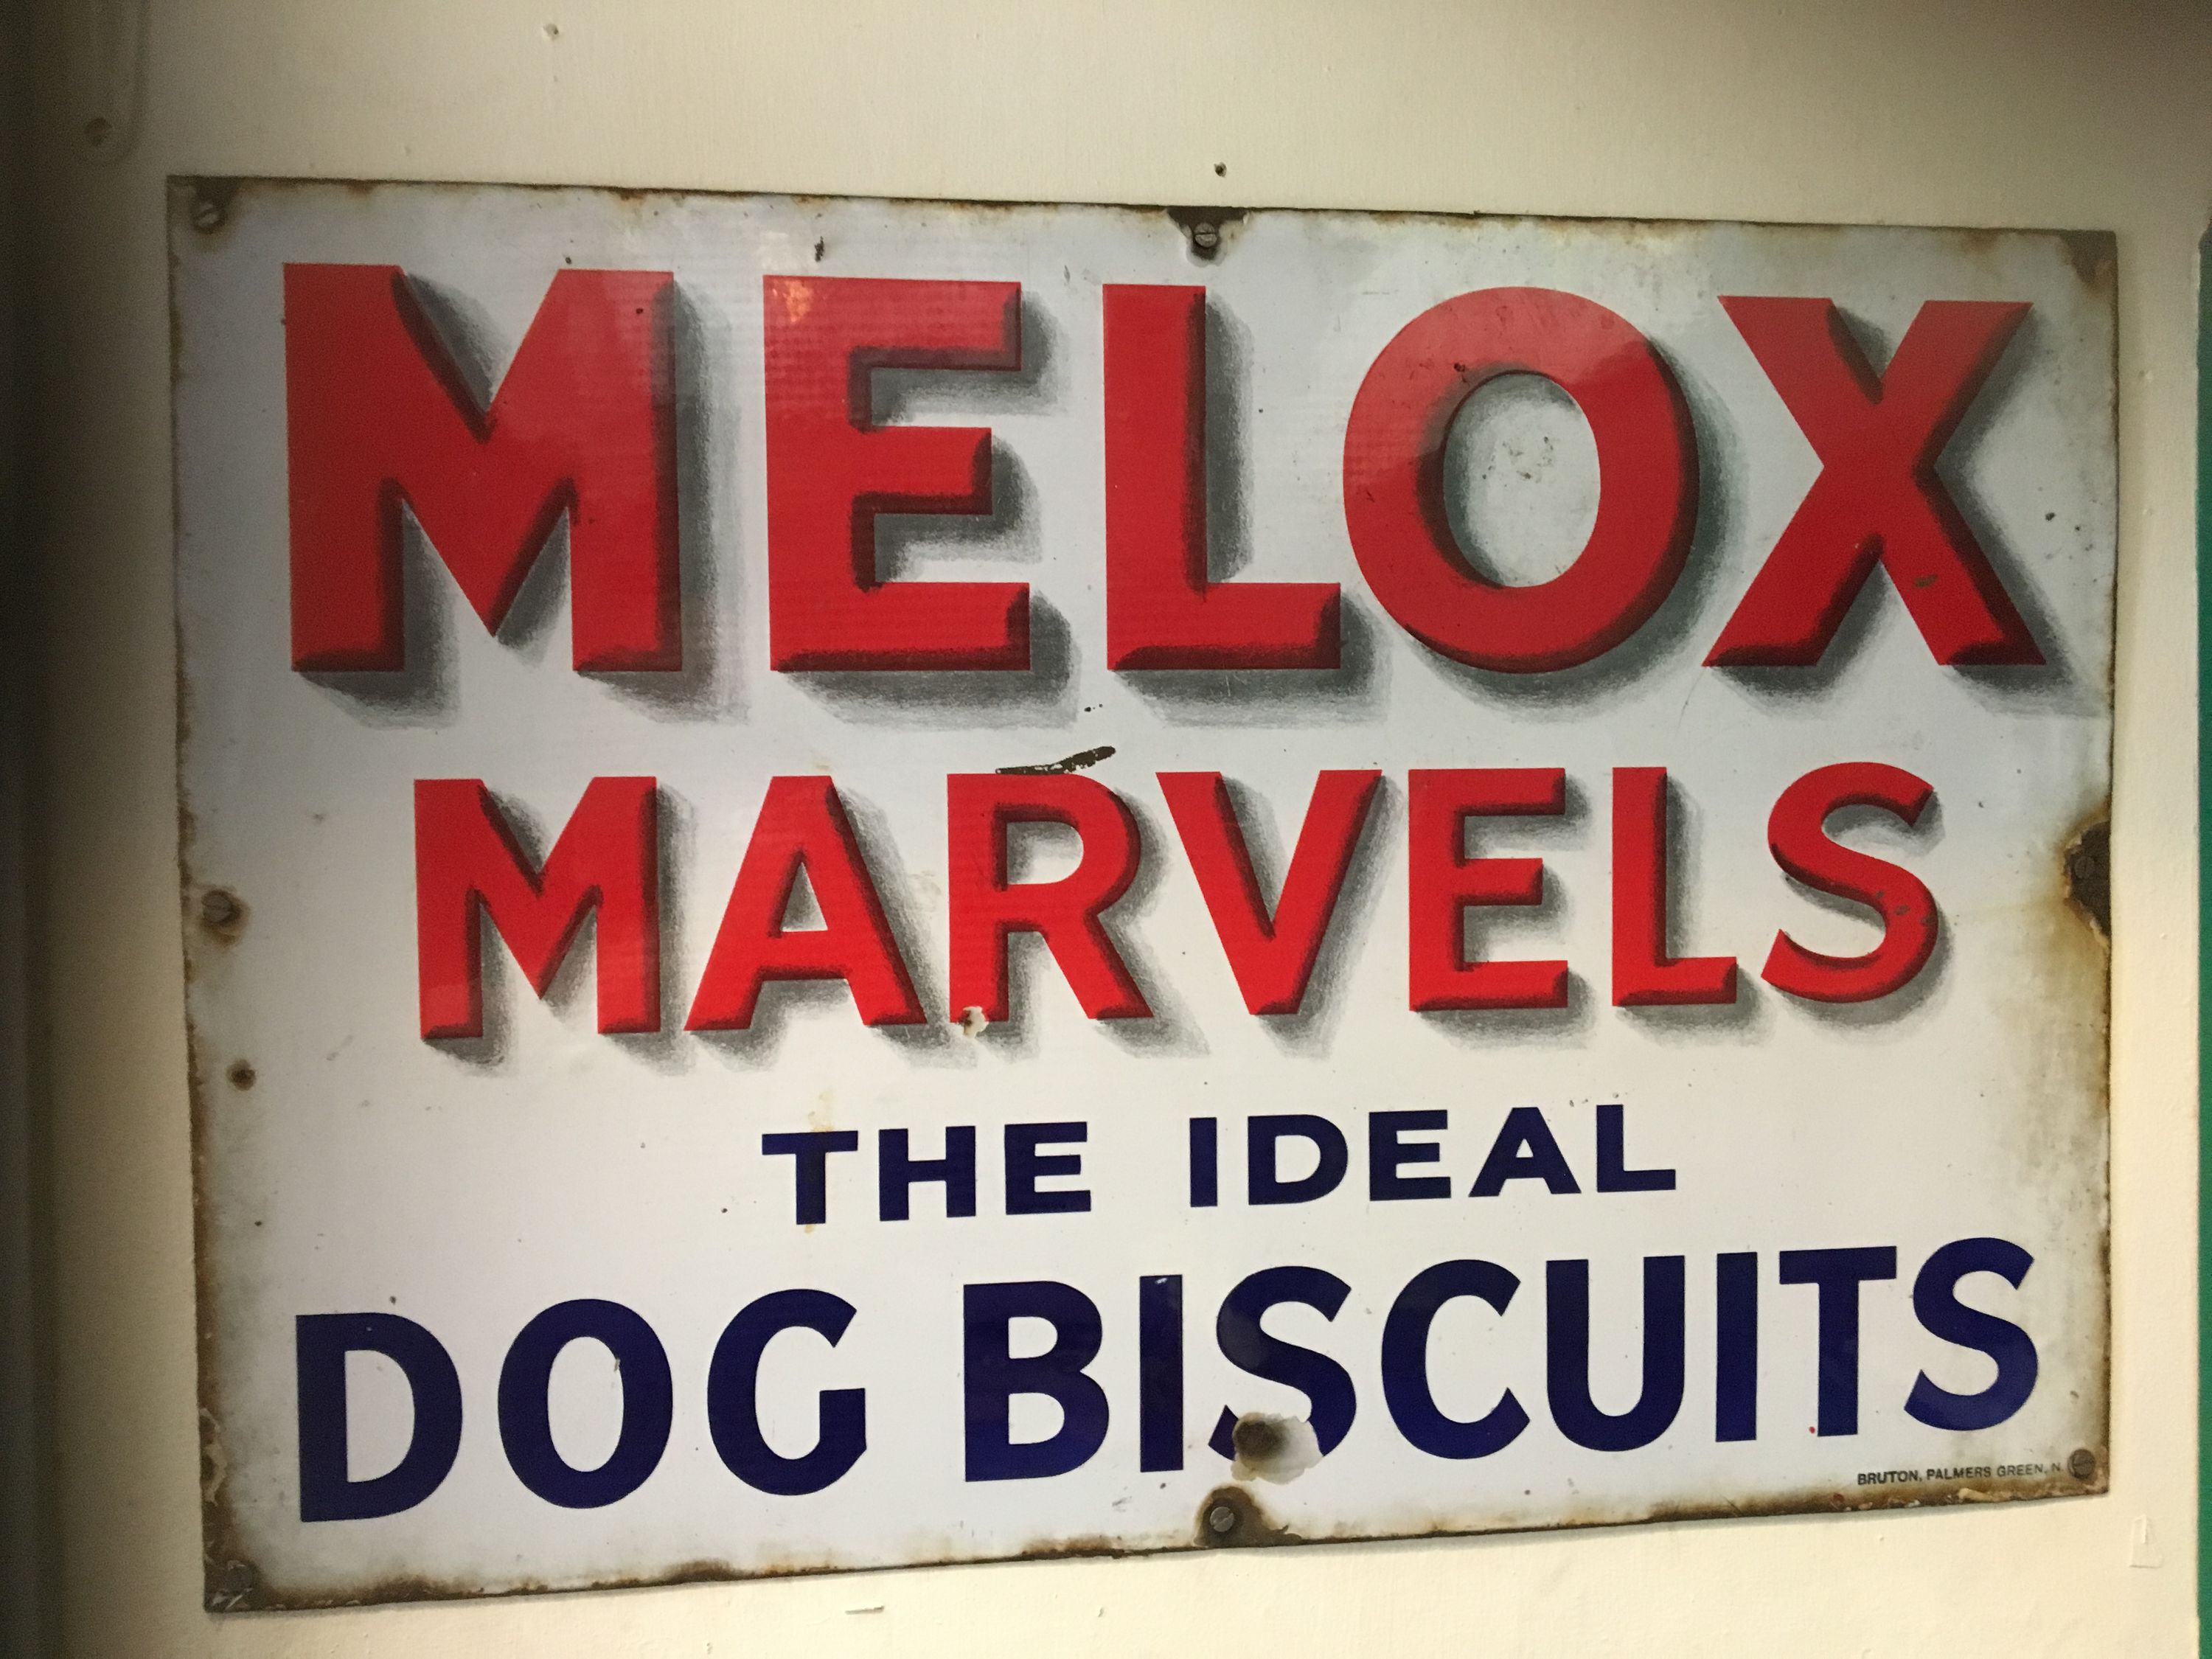 MELOX
MARVELS
THE IDEAL
DOG BISCUITS
BRUTON, PALMERS GREEN, N.